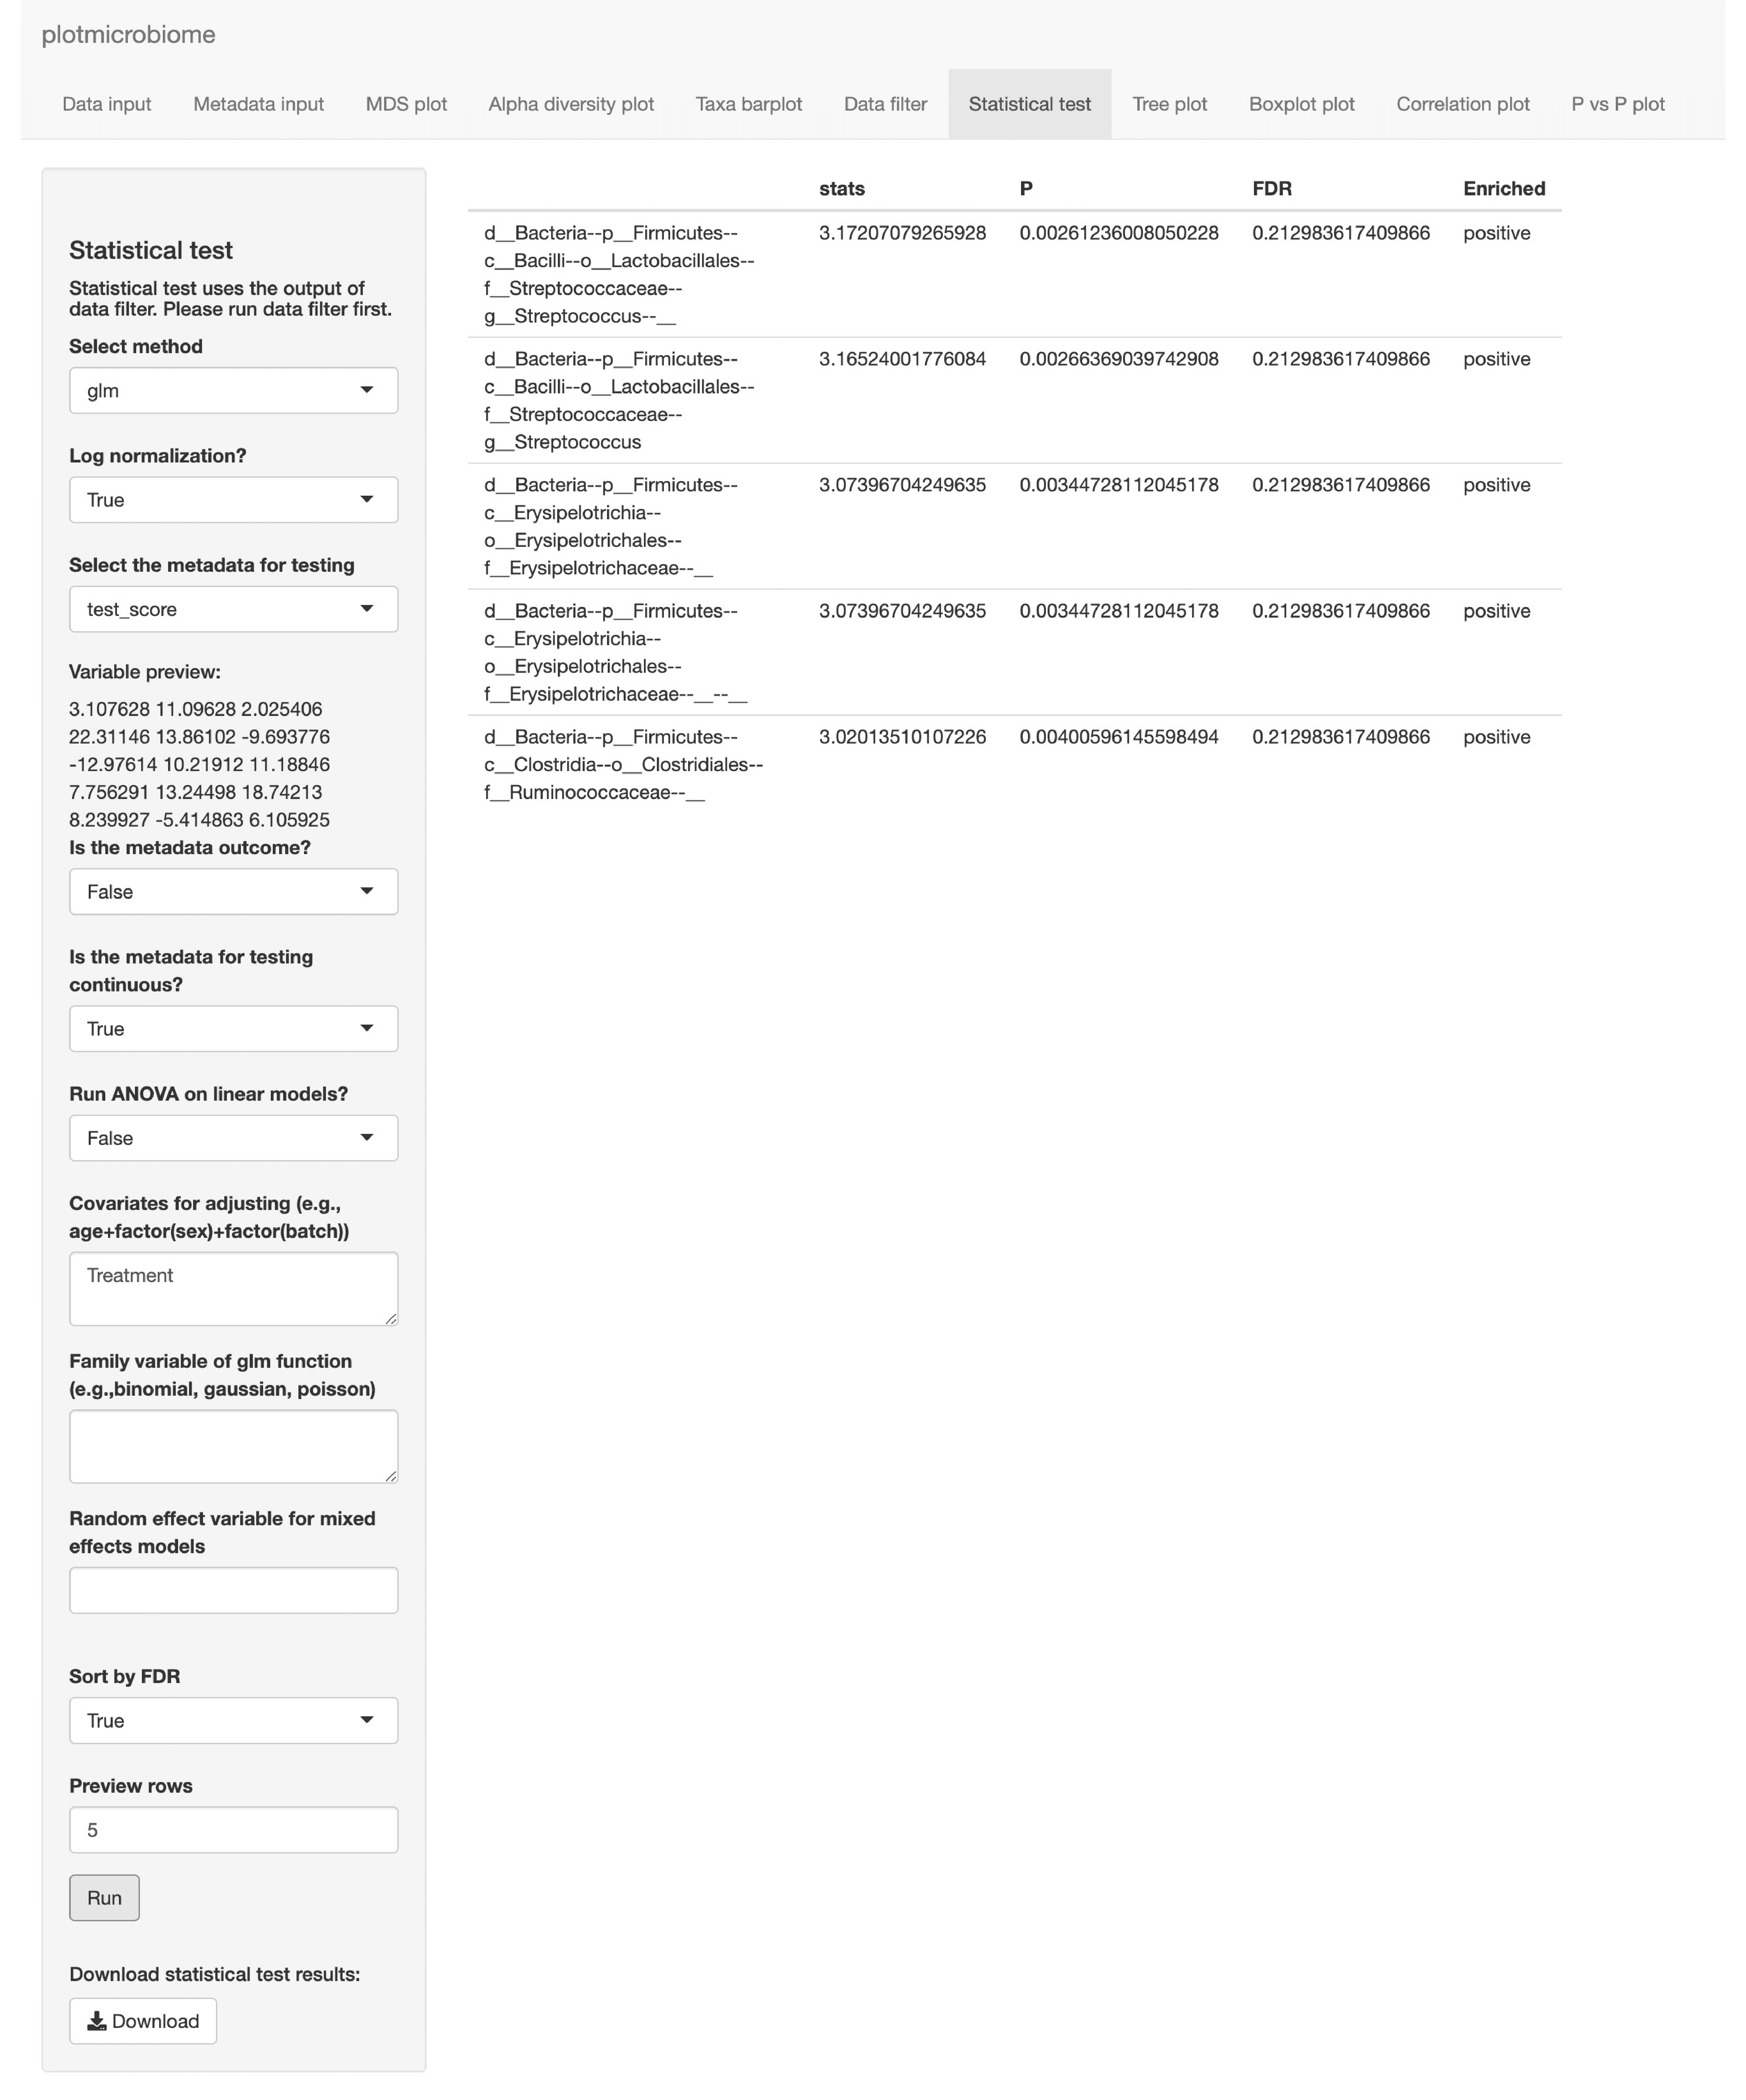 plotmicrobiome
Data input Metadata input MDS plot Alpha diversity plot Taxa barplot Data filter Statistical test Tree plot Boxplot plot Correlation plot P vs P plot
Statistical test
Statistical test uses the output of
data filter. Please run data filter first.
Select method
glm
Log normalization?
True
Select the metadata for testing
test_score
Variable preview:
3.107628 11.09628 2.025406
22.31146 13.86102 -9.693776
-12.97614 10.21912 11.18846
7.756291 13.24498 18.74213
8.239927 -5.414863 6.105925
Is the metadata outcome?
False
Is the metadata for testing
continuous?
True
Run ANOVA on linear models?
False
Covariates for adjusting (e.g.,
age+factor(sex)+factor(batch))
Treatment
Family variable of glm function
(e.g.,binomial, gaussian, poisson)
Random effect variable for mixed
effects models
Sort by FDR
True
Preview rows
5
Run
Download statistical test results:
Download
stats P FDR Enriched
d__Bacteria--p__Firmicutes-- 3.17207079265928 0.00261236008050228 0.212983617409866 positive
c__Bacilli--o__Lactobacillales--
f__Streptococcaceae--
g__Streptococcus--__
d__Bacteria--p__Firmicutes-- 3.16524001776084 0.00266369039742908 0.212983617409866 positive
c__Bacilli--o__Lactobacillales--
f__Streptococcaceae--
g__Streptococcus
d__Bacteria--p__Firmicutes-- 3.07396704249635 0.00344728112045178 0.212983617409866 positive
c__Erysipelotrichia--
o__Erysipelotrichales--
f__Erysipelotrichaceae--__
d__Bacteria--p__Firmicutes-- 3.07396704249635 0.00344728112045178 0.212983617409866 positive
c__Erysipelotrichia--
o__Erysipelotrichales--
f__Erysipelotrichaceae--__--__
d__Bacteria--p__Firmicutes-- 3.02013510107226 0.00400596145598494 0.212983617409866 positive
c__Clostridia--o__Clostridiales--
f__Ruminococcaceae--__